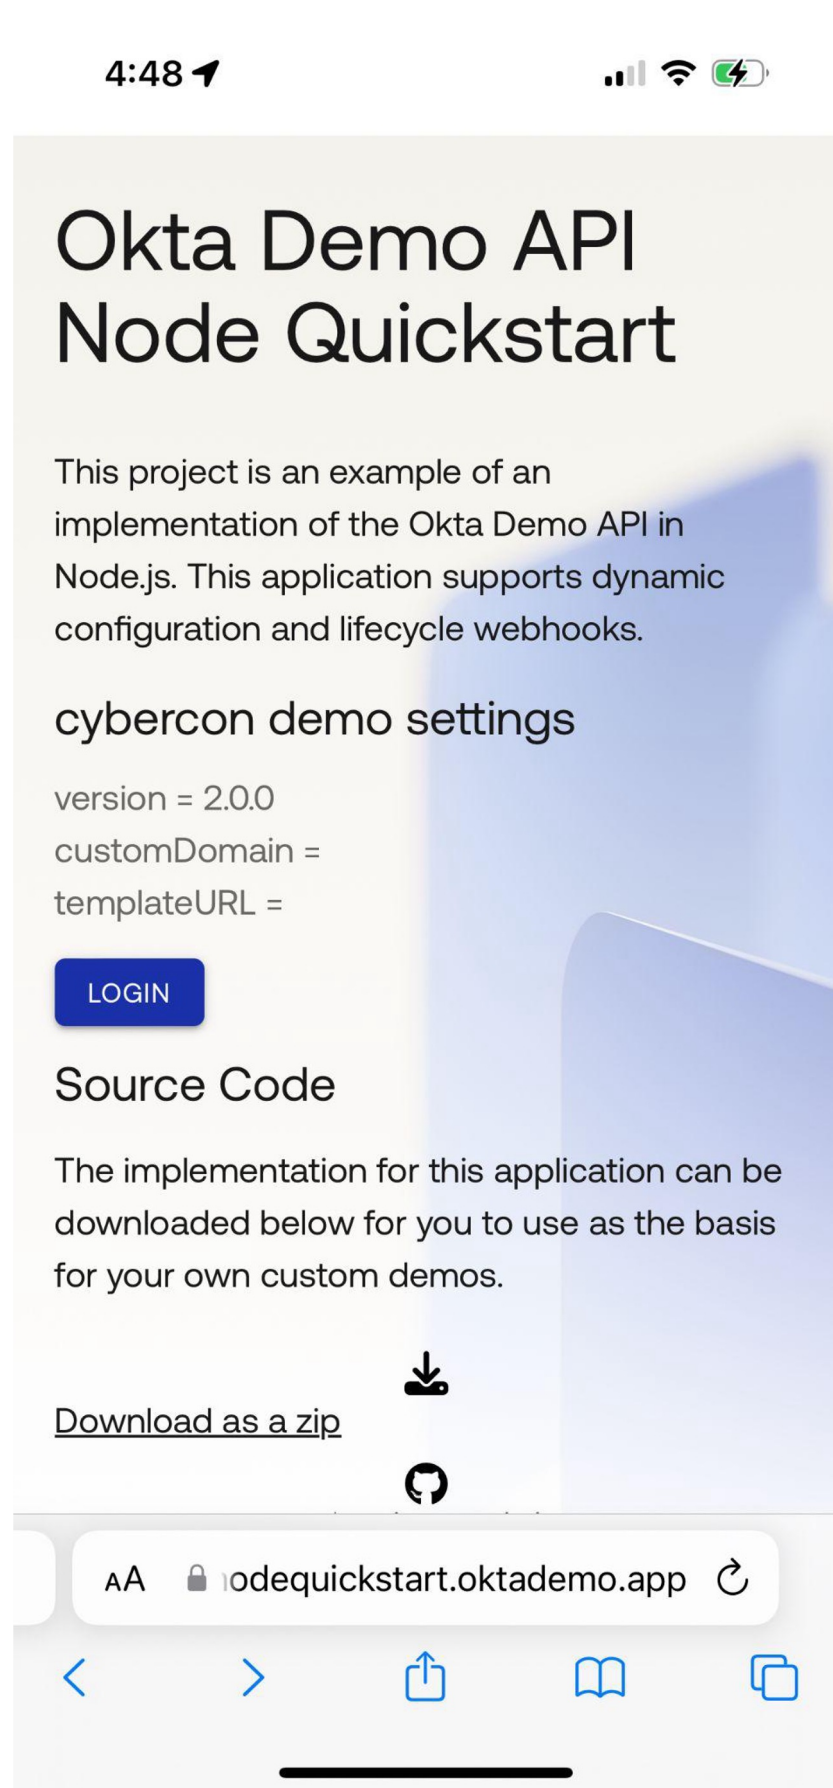 4:48
Okta Demo API
Node Quickstart
This project is an example of an
implementation of the Okta Demo API in
Node.js. This application supports dynamic
configuration and lifecycle webhooks.
cybercon demo settings
version = 2.0.0
customDomain =
templateURL =
LOGIN
Source Code
The implementation for this application can be
downloaded below for you to use as the basis
for your own custom demos.
Download as a zip
AA odequickstart.oktademo.app